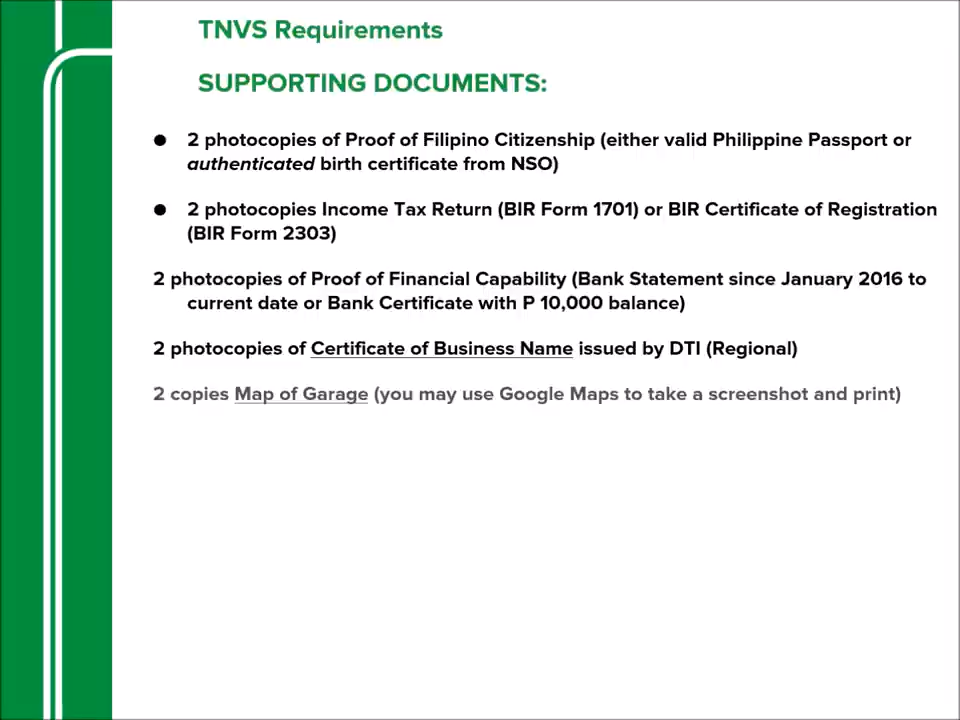 TNVS Requirements
SUPPORTING DOCUMENTS:
● 2 photocopies of Proof of Filipino Citizenship (either valid Philippine Passport or
authenticated birth certificate from NSO)
● 2 photocopies Income Tax Return (BIR Form 1701) or BIR Certificate of Registration
(BIR Form 2303)
2 photocopies of Proof of Financial Capability (Bank Statement since January 2016 to
current date or Bank Certificate with P 10,000 balance)
2 photocopies of Certificate of Business Name issued by DTI (Regional)
2 copies Map of Garage (you may use Google Maps to take a screenshot and print)